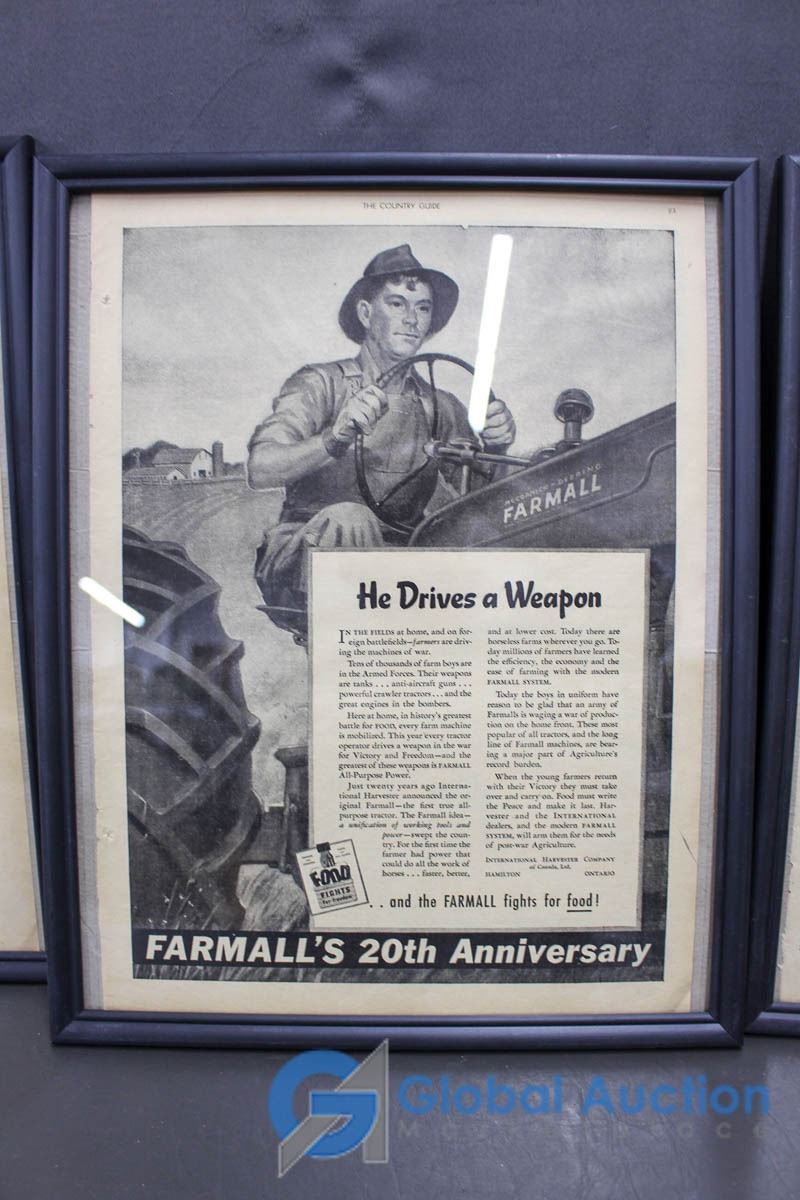 THE COUNTRY GUIDE
McCORMICK-DEERING
FARMALL
He Drives a Weapon
IN THE FIELDS at home, and on for-
eign battlefields—farmers are driv-
ing the machines of war.
Tens of thousands of farm boys are
in the Armed Forces. Their weapons
are tanks . . . anti-aircraft guns . . .
powerful crawler tractors . . . and the
great engines in the bombers.
Here at home, in history's greatest
battle for FOOD, every farm machine
is mobilized. This year every tractor
operator drives a weapon in the war
for Victory and Freedom—and the
greatest of these weapons is FARMALL
All-Purpose Power.
Just twenty years ago Interna-
tional Harvester announced the or-
iginal Farmall—the first true all-
purpose tractor. The Farmall idea—
a unification of working tools and
power—swept the coun-
try. For the first time the
farmer had power that
could do all the work of
horses . . . faster, better,
and at lower cost. Today there are
horseless farms wherever you go. To-
day millions of farmers have learned
the efficiency, the economy and the
ease of farming with the modern
FARMALL SYSTEM.
Today the boys in uniform have
reason to be glad that an army of
Farmalls is waging a war of produc-
tion on the home front. These most
popular of all tractors, and the long
line of Farmall machines, are bear-
ing a major part of Agriculture's
record burden.
When the young farmers return
with their Victory they must take
over and carry on. Food must write
the Peace and make it last. Har-
vester and the INTERNATIONAL
dealers, and the modern FARMALL
SYSTEM, will arm them for the needs
of post-war Agriculture.
INTERNATIONAL HARVESTER COMPANY
of Canada, Ltd.
HAMILTON ONTARIO
FOOD
FIGHTS
for Freedom
. . and the FARMALL fights for food!
FARMALL'S 20th Anniversary
Global Auction